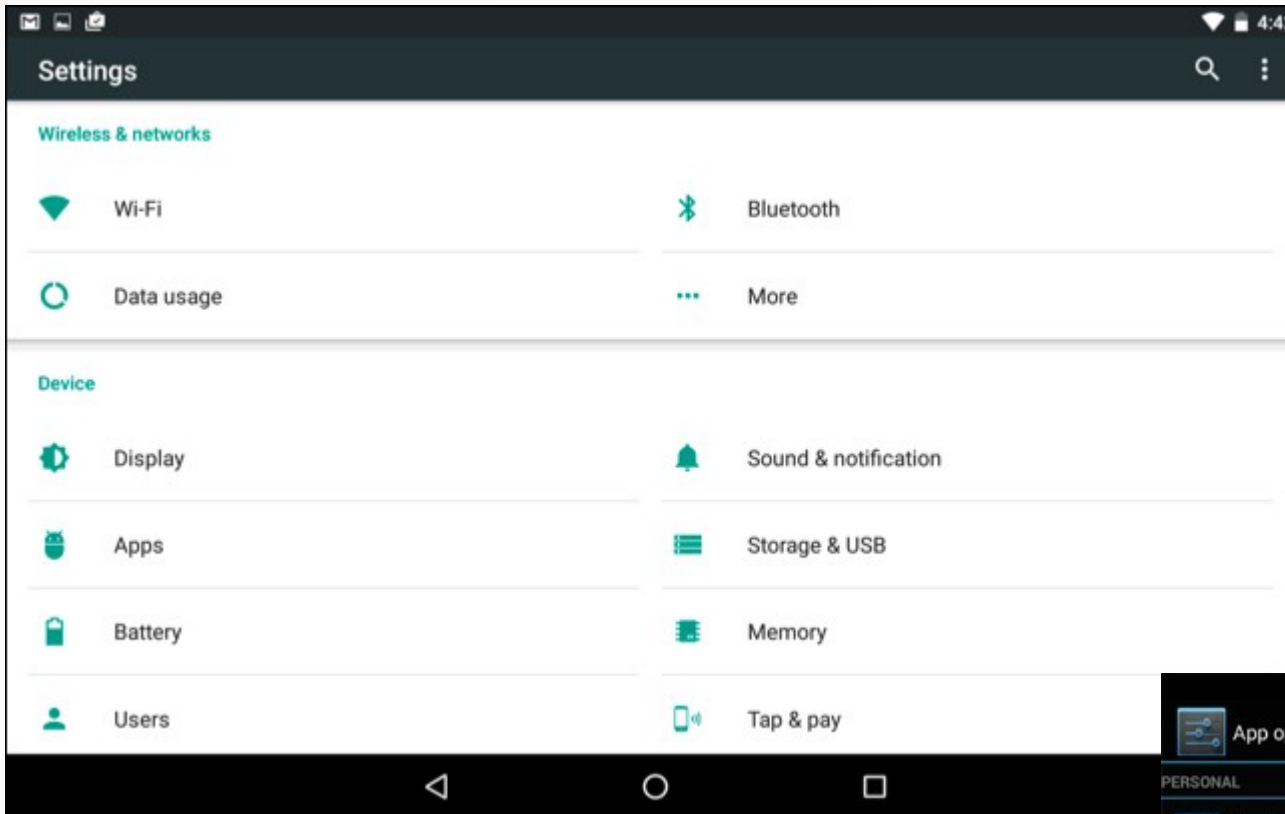 4:4
Settings
Wireless & networks
Wi-Fi
Bluetooth
Data usage
More
Device
Display
Sound & notification
Apps
Storage & USB
Battery
Memory
Users
Tap & pay
App o
PERSONAL